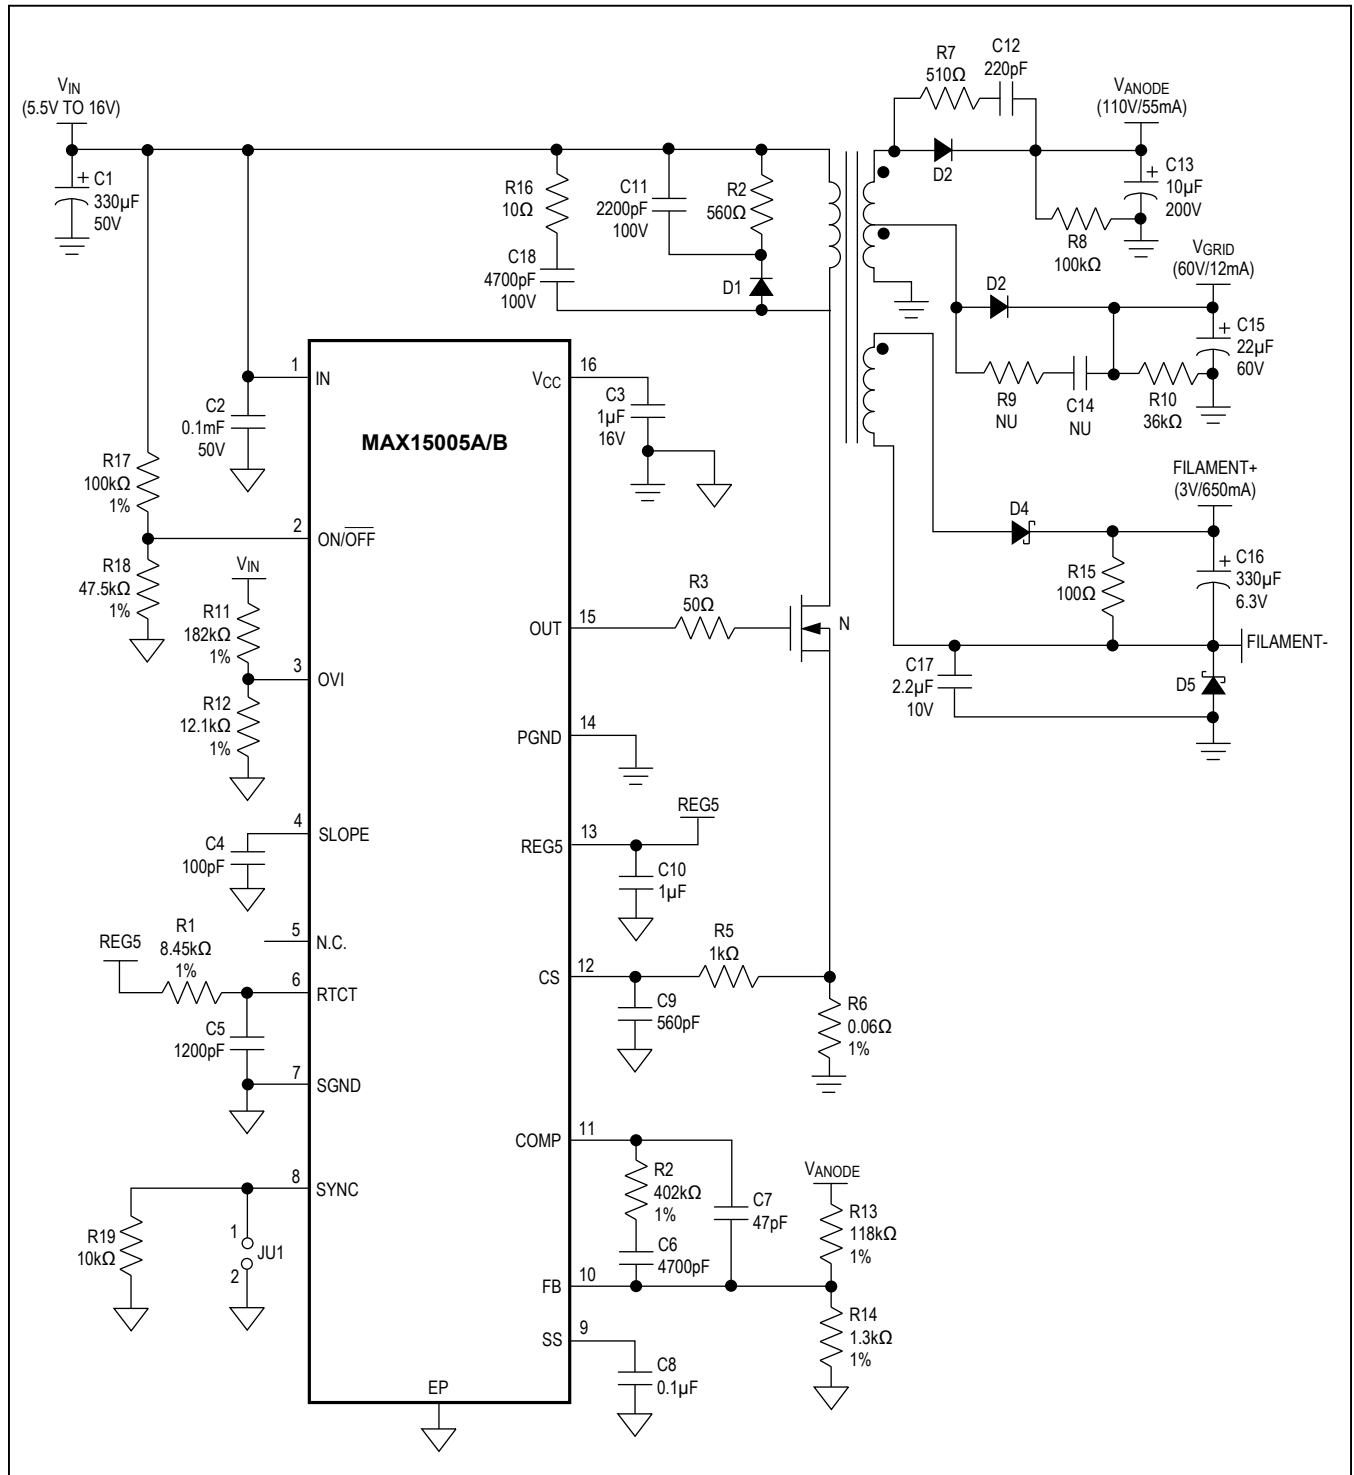 VIN
(5.5V TO 16V)
+
C1
330µF
50V
R16
10Ω
C18
4700pF
100V
C11
2200pF
100V
R2
560Ω
D1
R7
510Ω
C12
220pF
D2
VANODE
(110V/55mA)
+
C13
10µF
200V
R8
100kΩ
VGRID
(60V/12mA)
D2
+
C15
22µF
60V
R9
NU
C14
NU
R10
36kΩ
FILAMENT+
(3V/650mA)
D4
R15
100Ω
+
C16
330µF
6.3V
FILAMENT-
C17
2.2µF
10V
D5
MAX15005A/B
1
IN
C2
0.1mF
50V
R17
100kΩ
1%
2
ON/OFF
R18
47.5kΩ
1%
VIN
R11
182kΩ
1%
3
OVI
R12
12.1kΩ
1%
4
SLOPE
C4
100pF
5
N.C.
REG5
R1
8.45kΩ
1%
6
RTCT
C5
1200pF
7
SGND
8
SYNC
R19
10kΩ
1
JU1
2
EP
16
VCC
C3
1µF
16V
15
OUT
R3
50Ω
N
14
PGND
13
REG5
REG5
C10
1µF
12
CS
R5
1kΩ
C9
560pF
R6
0.06Ω
1%
11
COMP
R2
402kΩ
1%
C6
4700pF
C7
47pF
VANODE
R13
118kΩ
1%
10
FB
R14
1.3kΩ
1%
9
SS
C8
0.1µF